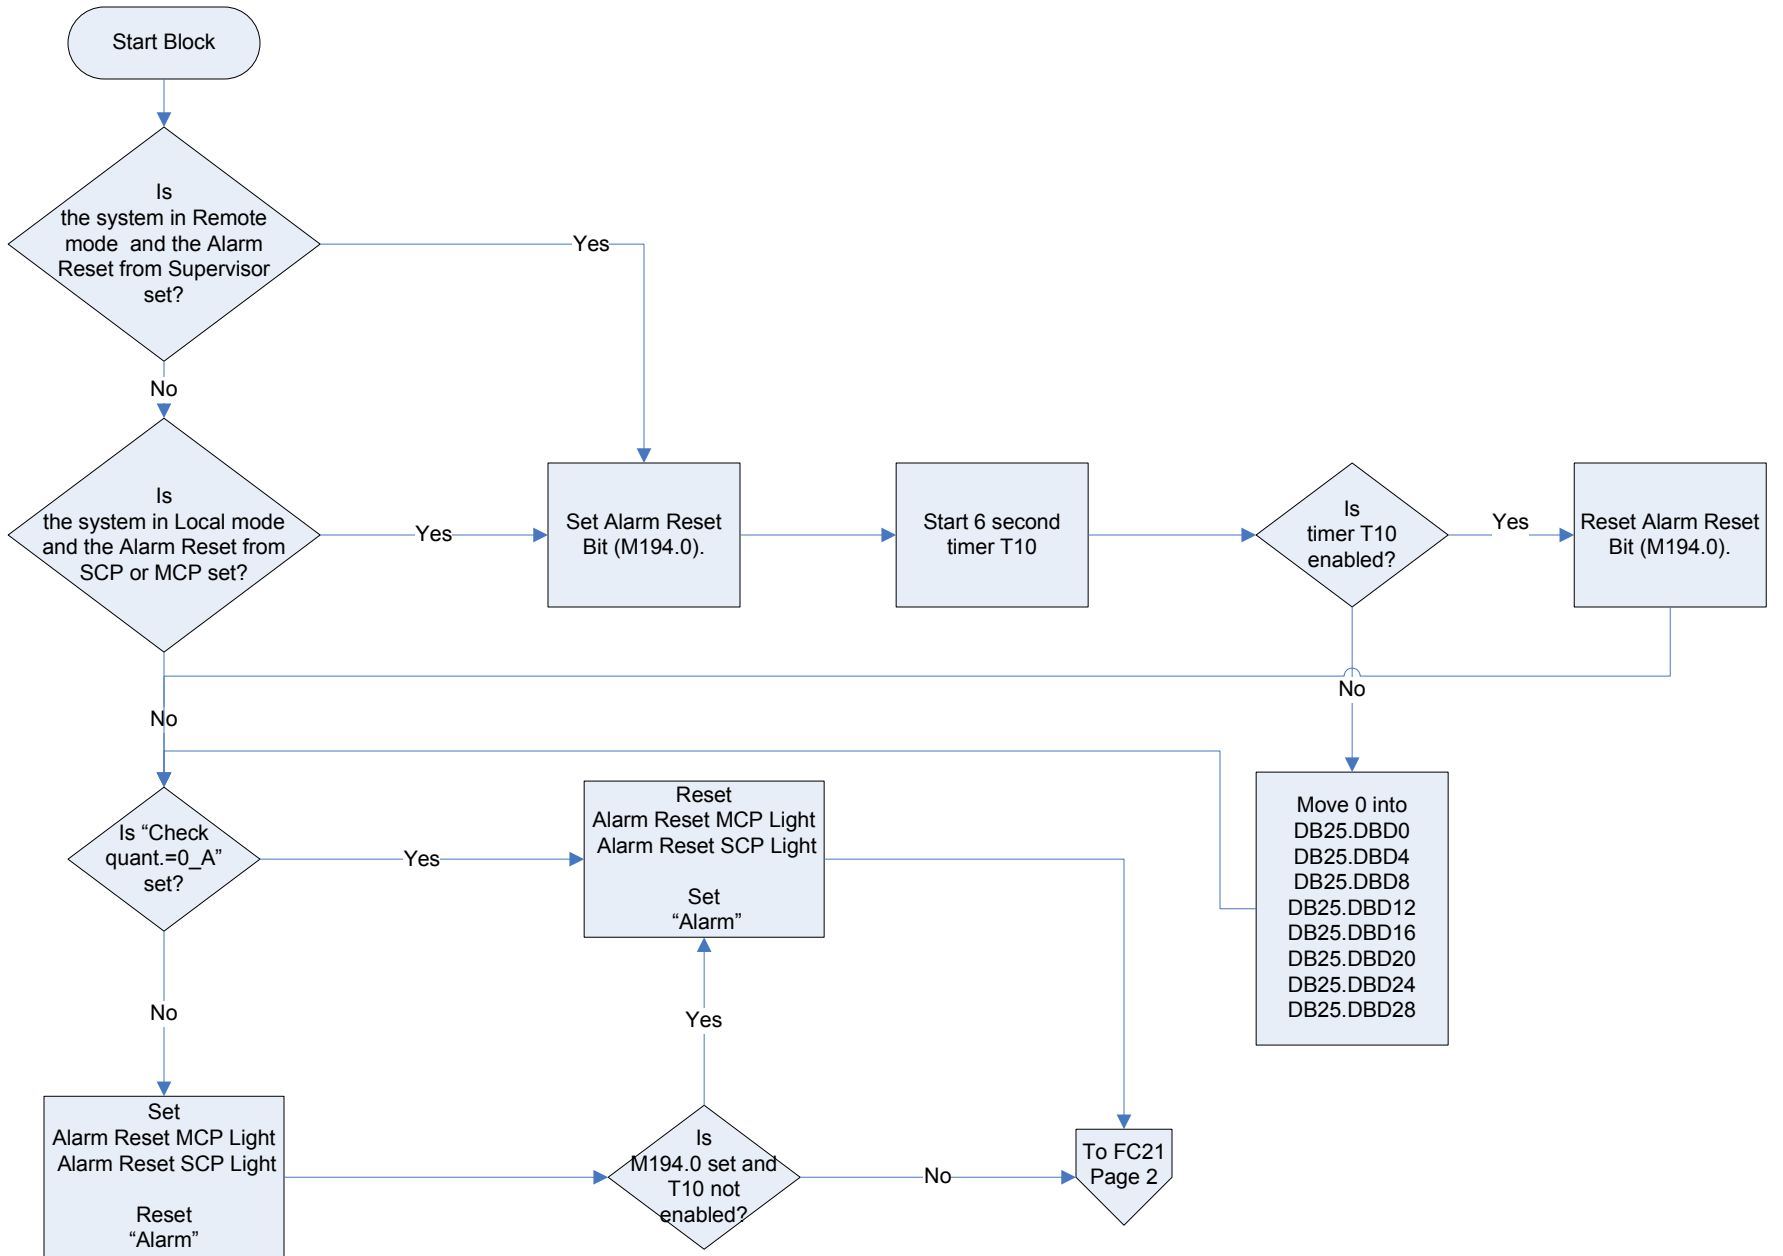 Start Block
Is
the system in Remote
mode and the Alarm
Reset from Supervisor
set?
Yes
No
Is
the system in Local mode
and the Alarm Reset from
SCP or MCP set?
Yes
Set Alarm Reset
Bit (M194.0).
Start 6 second
timer T10
Is
timer T10
enabled?
Yes
Reset Alarm Reset
Bit (M194.0).
No
No
Move 0 into
DB25.DBD0
DB25.DBD4
DB25.DBD8
DB25.DBD12
DB25.DBD16
DB25.DBD20
DB25.DBD24
DB25.DBD28
Is “Check
quant.=0_A”
set?
Yes
Reset
Alarm Reset MCP Light
Alarm Reset SCP Light
Set
“Alarm”
No
Yes
Set
Alarm Reset MCP Light
Alarm Reset SCP Light
Reset
“Alarm”
Is
M194.0 set and
T10 not
enabled?
No
To FC21
Page 2